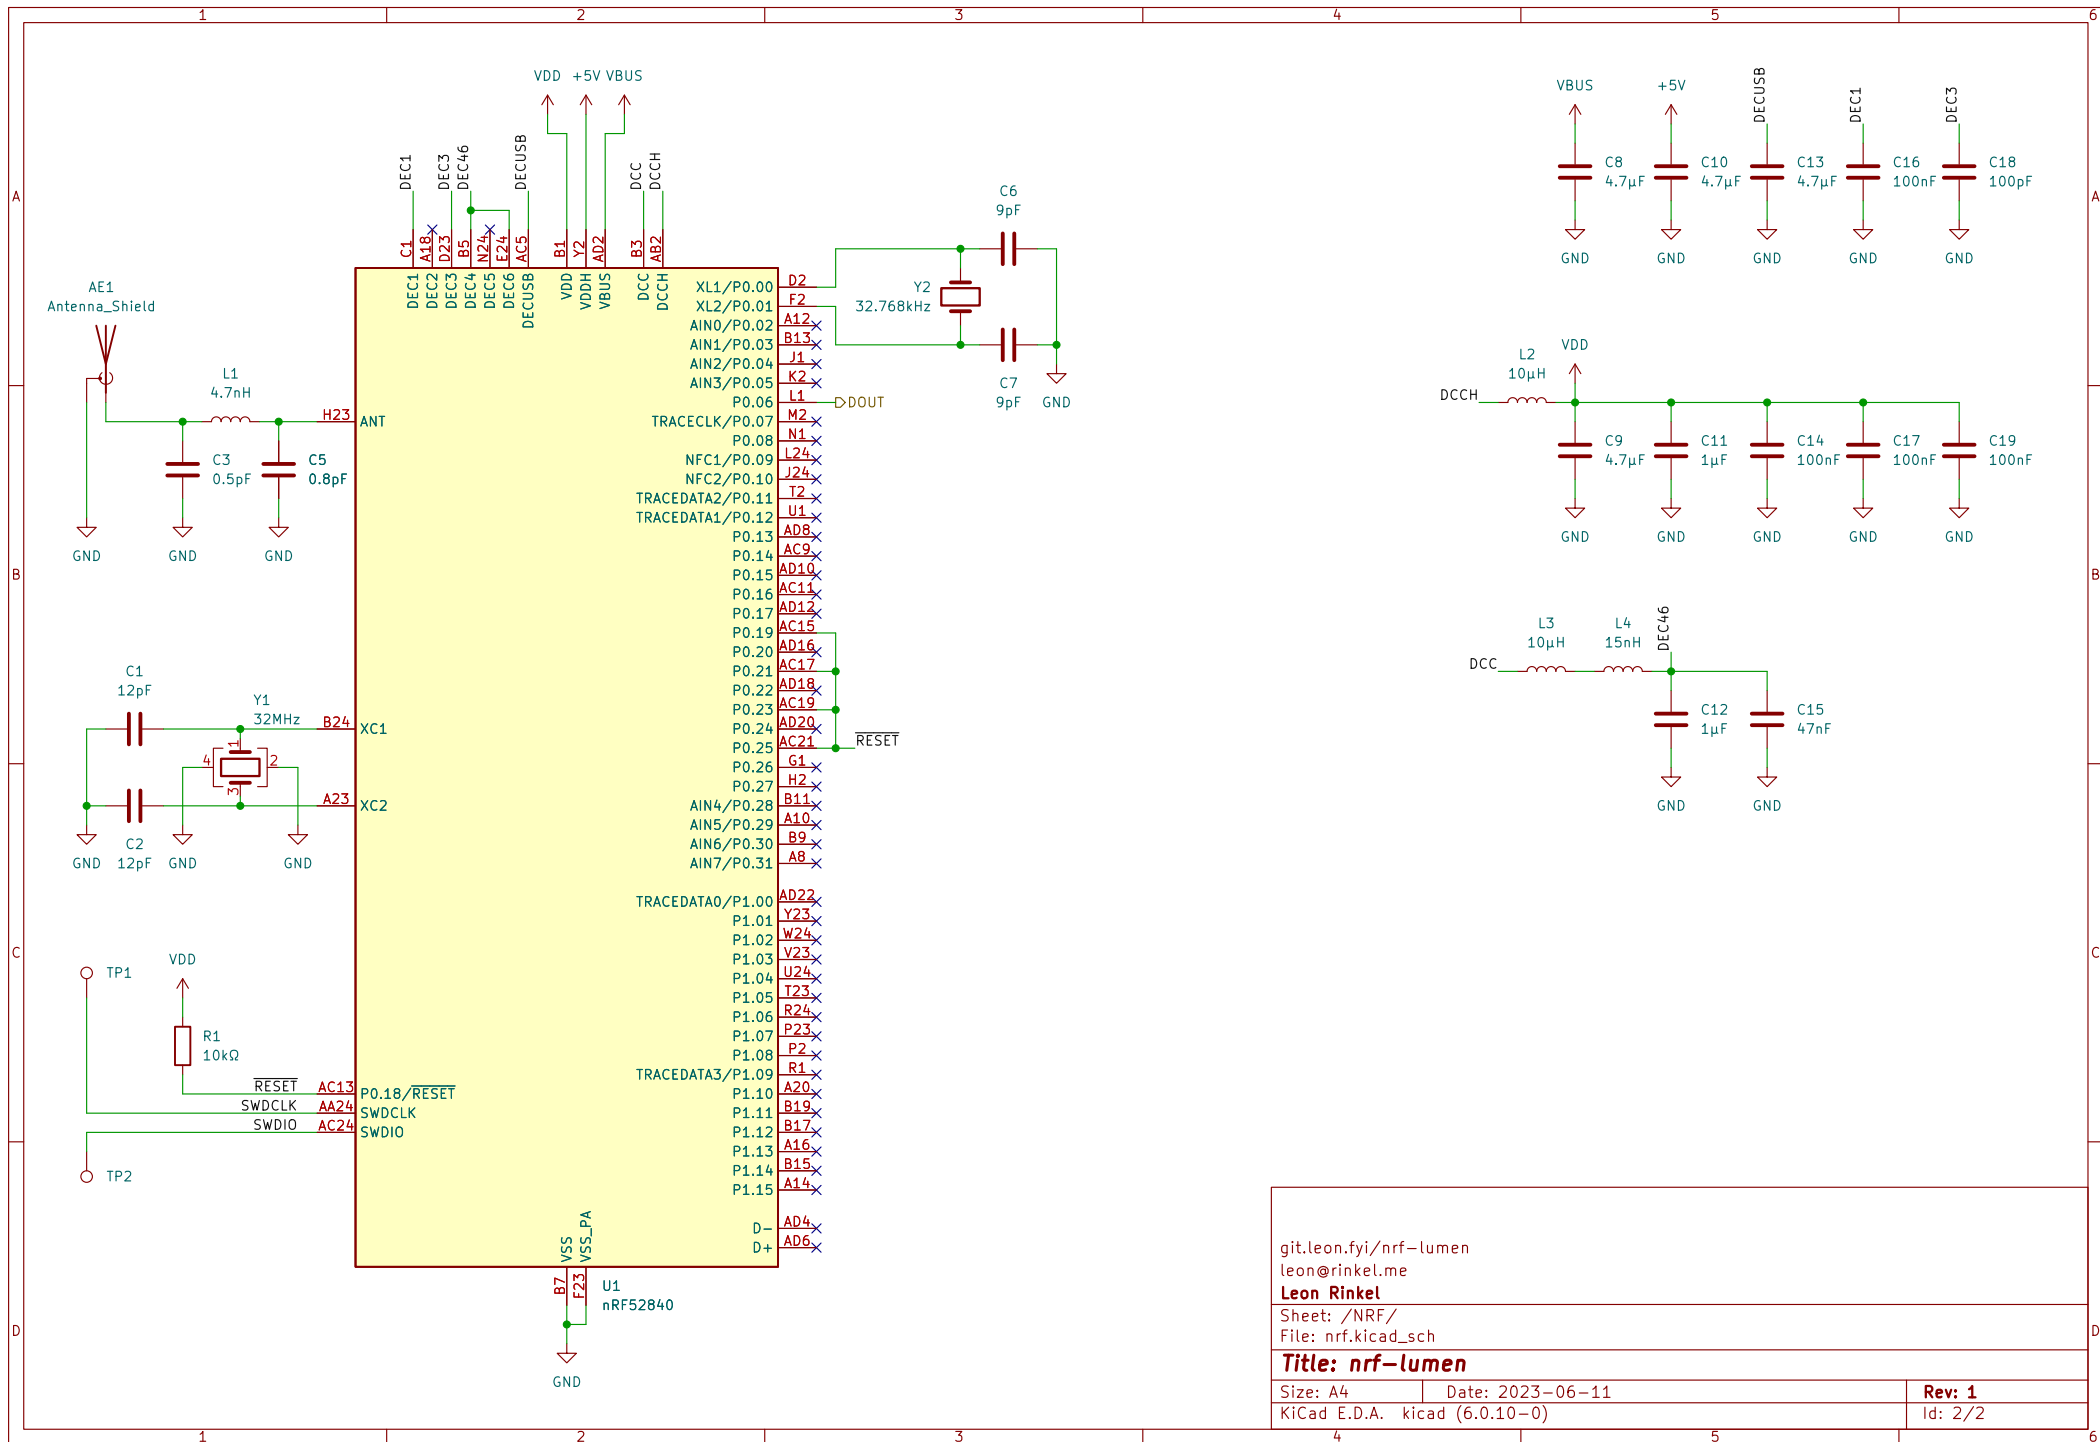 1 2 3 4 5 6
A
B
C
D
A
B
C
D
VDD +5V VBUS
DEC1
DEC3
DEC46
DECUSB
DCC
DCCH
C1
A18
D23
B5
N24
E24
AC5
B1
Y2
AD2
B3
AB2
DEC1
DEC2
DEC3
DEC4
DEC5
DEC6
DECUSB
VDD
VDDH
VBUS
DCC
DCCH
AE1
Antenna_Shield
L1
4.7nH
H23 ANT
C3
0.5pF
C5
0.8pF
GND GND GND
C1
12pF
Y1
32MHz
B24 XC1
1
4 2
3
A23 XC2
C2
12pF
GND GND GND
TP1
VDD
R1
10kΩ
RESET AC13 P0.18/RESET
SWDCLK AA24 SWDCLK
SWDIO AC24 SWDIO
TP2
XL1/P0.00 D2
XL2/P0.01 F2
AIN0/P0.02 A12
AIN1/P0.03 B13
AIN2/P0.04 J1
AIN3/P0.05 K2
P0.06 L1 DOUT
TRACECLK/P0.07 M2
P0.08 N1
NFC1/P0.09 L24
NFC2/P0.10 J24
TRACEDATA2/P0.11 T2
TRACEDATA1/P0.12 U1
P0.13 AD8
P0.14 AC9
P0.15 AD10
P0.16 AC11
P0.17 AD12
P0.19 AC15
P0.20 AD16
P0.21 AC17
P0.22 AD18
P0.23 AC19
P0.24 AD20
P0.25 AC21 RESET
P0.26 G1
P0.27 H2
AIN4/P0.28 B11
AIN5/P0.29 A10
AIN6/P0.30 B9
AIN7/P0.31 A8
TRACEDATA0/P1.00 AD22
P1.01 Y23
P1.02 W24
P1.03 V23
P1.04 U24
P1.05 T23
P1.06 R24
P1.07 P23
P1.08 P2
TRACEDATA3/P1.09 R1
P1.10 A20
P1.11 B19
P1.12 B17
P1.13 A16
P1.14 B15
P1.15 A14
D- AD4
D+ AD6
VSS
VSS_PA
B7
F23
U1
nRF52840
GND
C6
9pF
Y2
32.768kHz
C7
9pF
GND
VBUS
+5V
DECUSB
DEC1
DEC3
C8
4.7µF
C10
4.7µF
C13
4.7µF
C16
100nF
C18
100pF
GND GND GND GND GND
L2
10µH
VDD
DCCH
C9
4.7µF
C11
1µF
C14
100nF
C17
100nF
C19
100nF
GND GND GND GND GND
L3
10µH
L4
15nH
DEC46
DCC
C12
1µF
C15
47nF
GND GND
git.leon.fyi/nrf-lumen
leon@rinkel.me
Leon Rinkel
Sheet: /NRF/
File: nrf.kicad_sch
Title: nrf-lumen
Size: A4 Date: 2023-06-11 Rev: 1
KiCad E.D.A. kicad (6.0.10-0) Id: 2/2
1 2 3 4 5 6